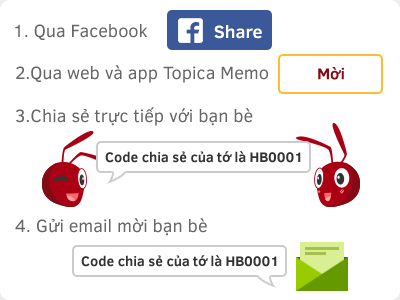 1. Qua Facebook
f Share
2.Qua web và app Topica Memo
Mời
3.Chia sẻ trực tiếp với bạn bè
Code chia sẻ của tớ là HB0001
4. Gửi email mời bạn bè
Code chia sẻ của tớ là HB0001